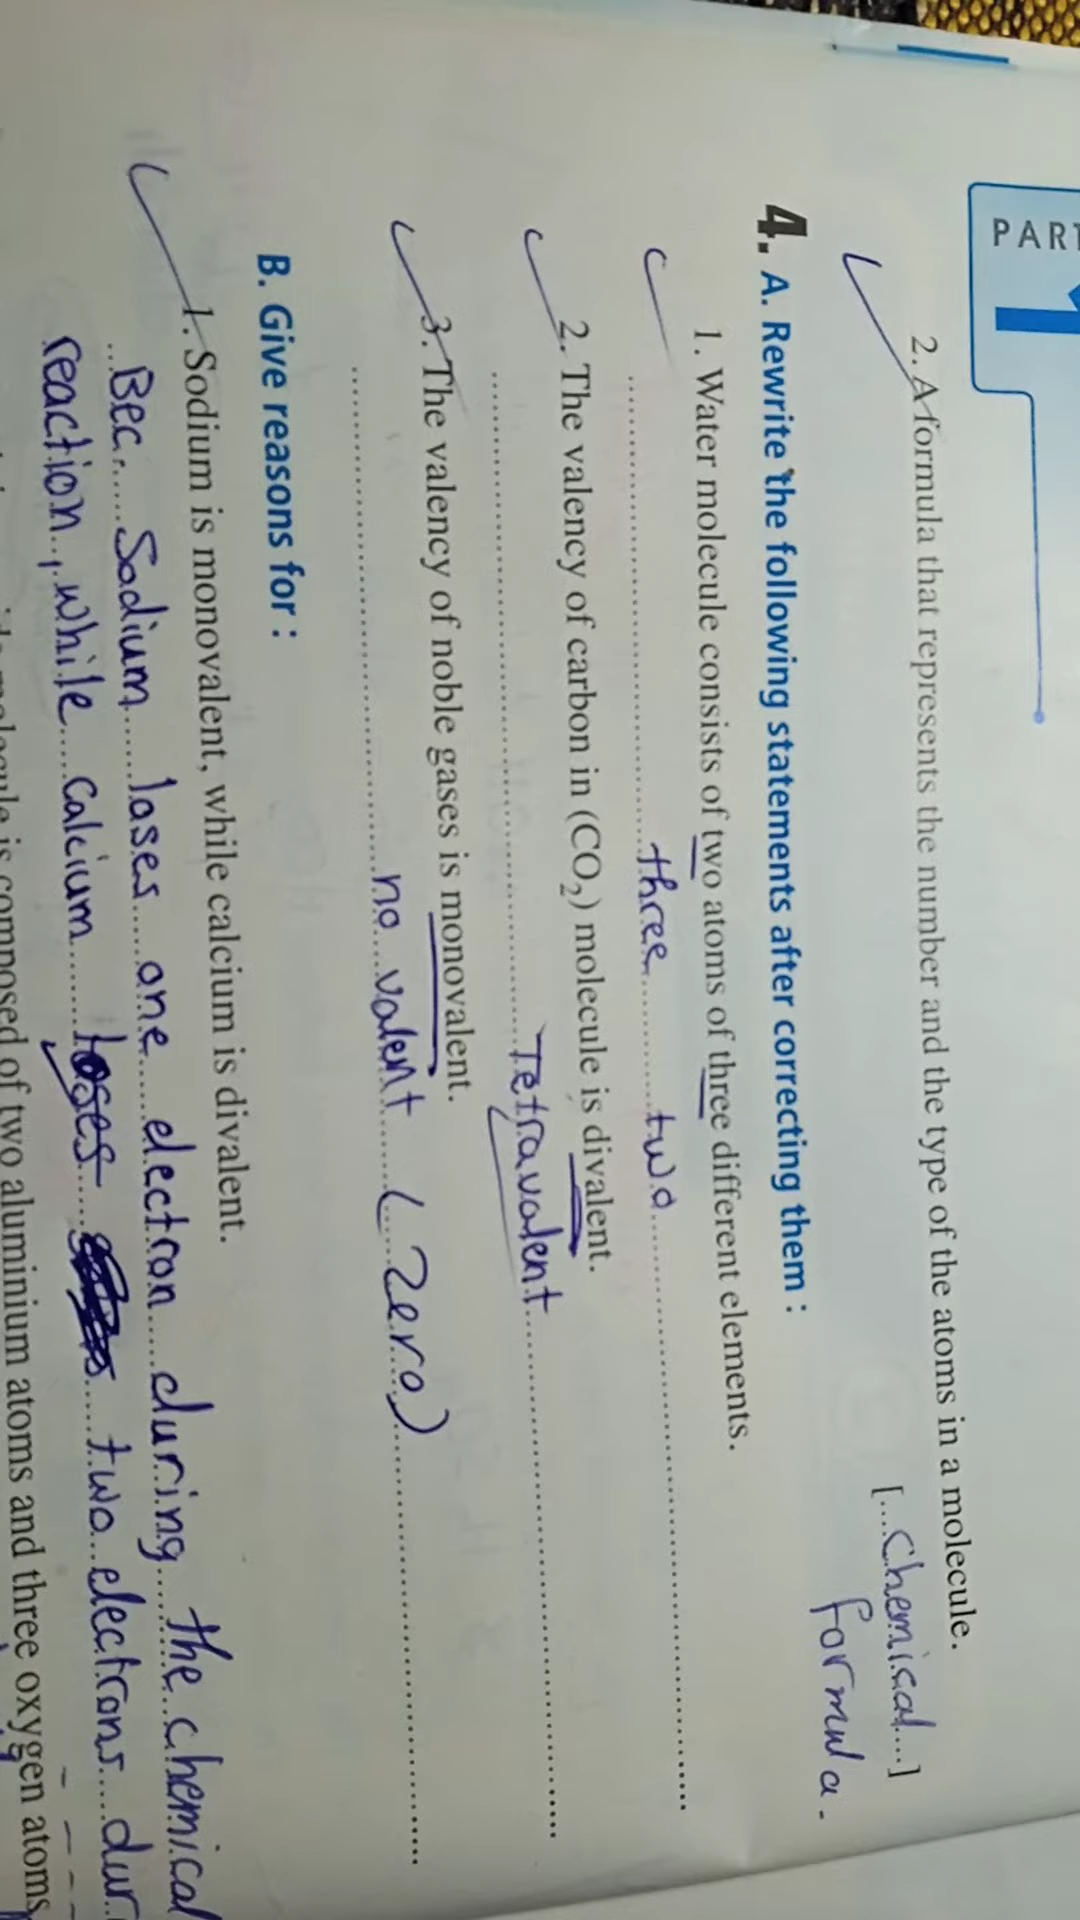 PART
1
2. A formula that represents the number and the type of the atoms in a molecule.
[....Chemical....]
formula.
4. A. Rewrite the following statements after correcting them :
1. Water molecule consists of two atoms of three different elements.
three two
2. The valency of carbon in (CO₂) molecule is divalent.
Tetravalent
3. The valency of noble gases is monovalent.
no valent (Zero)
B. Give reasons for :
1. Sodium is monovalent, while calcium is divalent.
Bec. Sodium loses one electron during the chemical
reaction, while calcium loses two electrons dur
molecule is composed of two aluminium atoms and three oxygen atoms